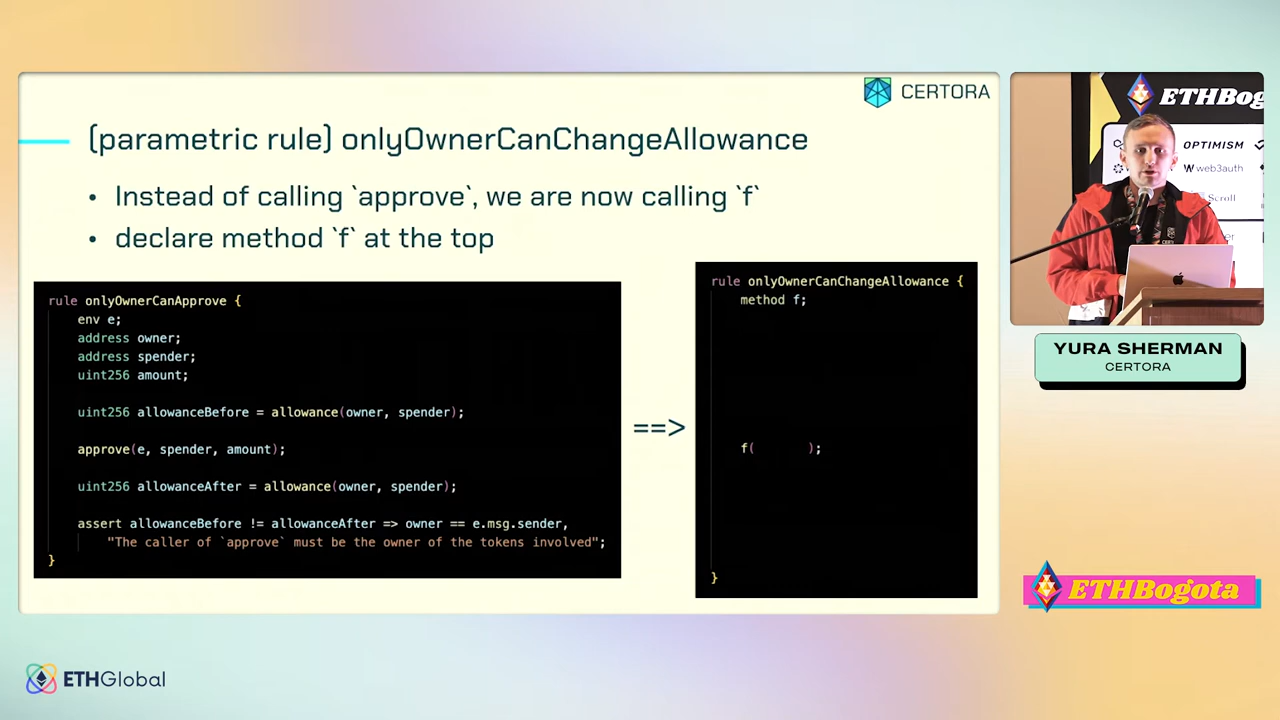 CERTORA
(parametric rule) onlyOwnerCanChangeAllowance
• Instead of calling `approve`, we are now calling `f`
• declare method `f` at the top
rule onlyOwnerCanApprove {
env e;
address owner;
address spender;
uint256 amount;
uint256 allowanceBefore = allowance(owner, spender);
approve(e, spender, amount);
uint256 allowanceAfter = allowance(owner, spender);
assert allowanceBefore != allowanceAfter => owner == e.msg.sender,
"The caller of `approve` must be the owner of the tokens involved";
}
==>
rule onlyOwnerCanChangeAllowance {
method f;
f( );
}
ETHBog
OPTIMISM
web3auth
Scroll
YURA SHERMAN
CERTORA
ETHBogota
ETHGlobal